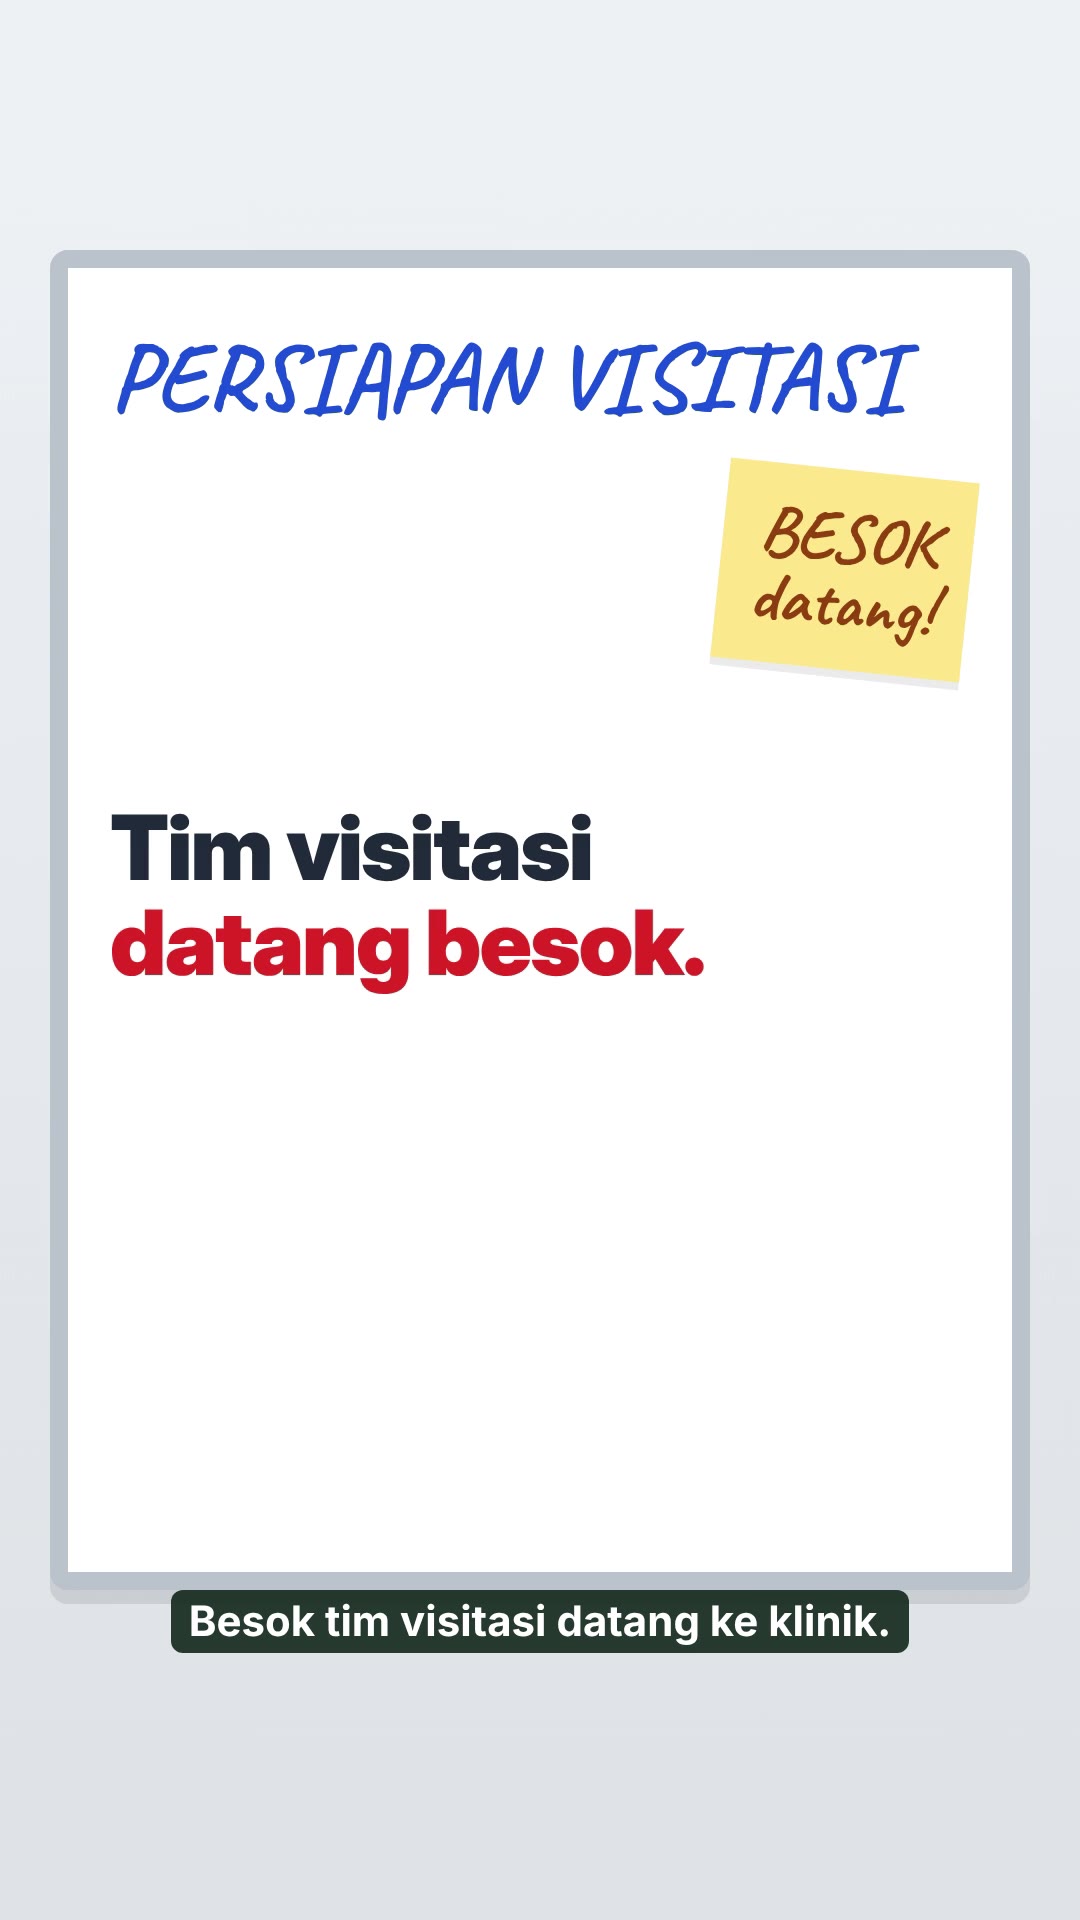 PERSIAPAN VISITASI
BESOK
datang!
Tim visitasi
datang besok.
Besok tim visitasi datang ke klinik.